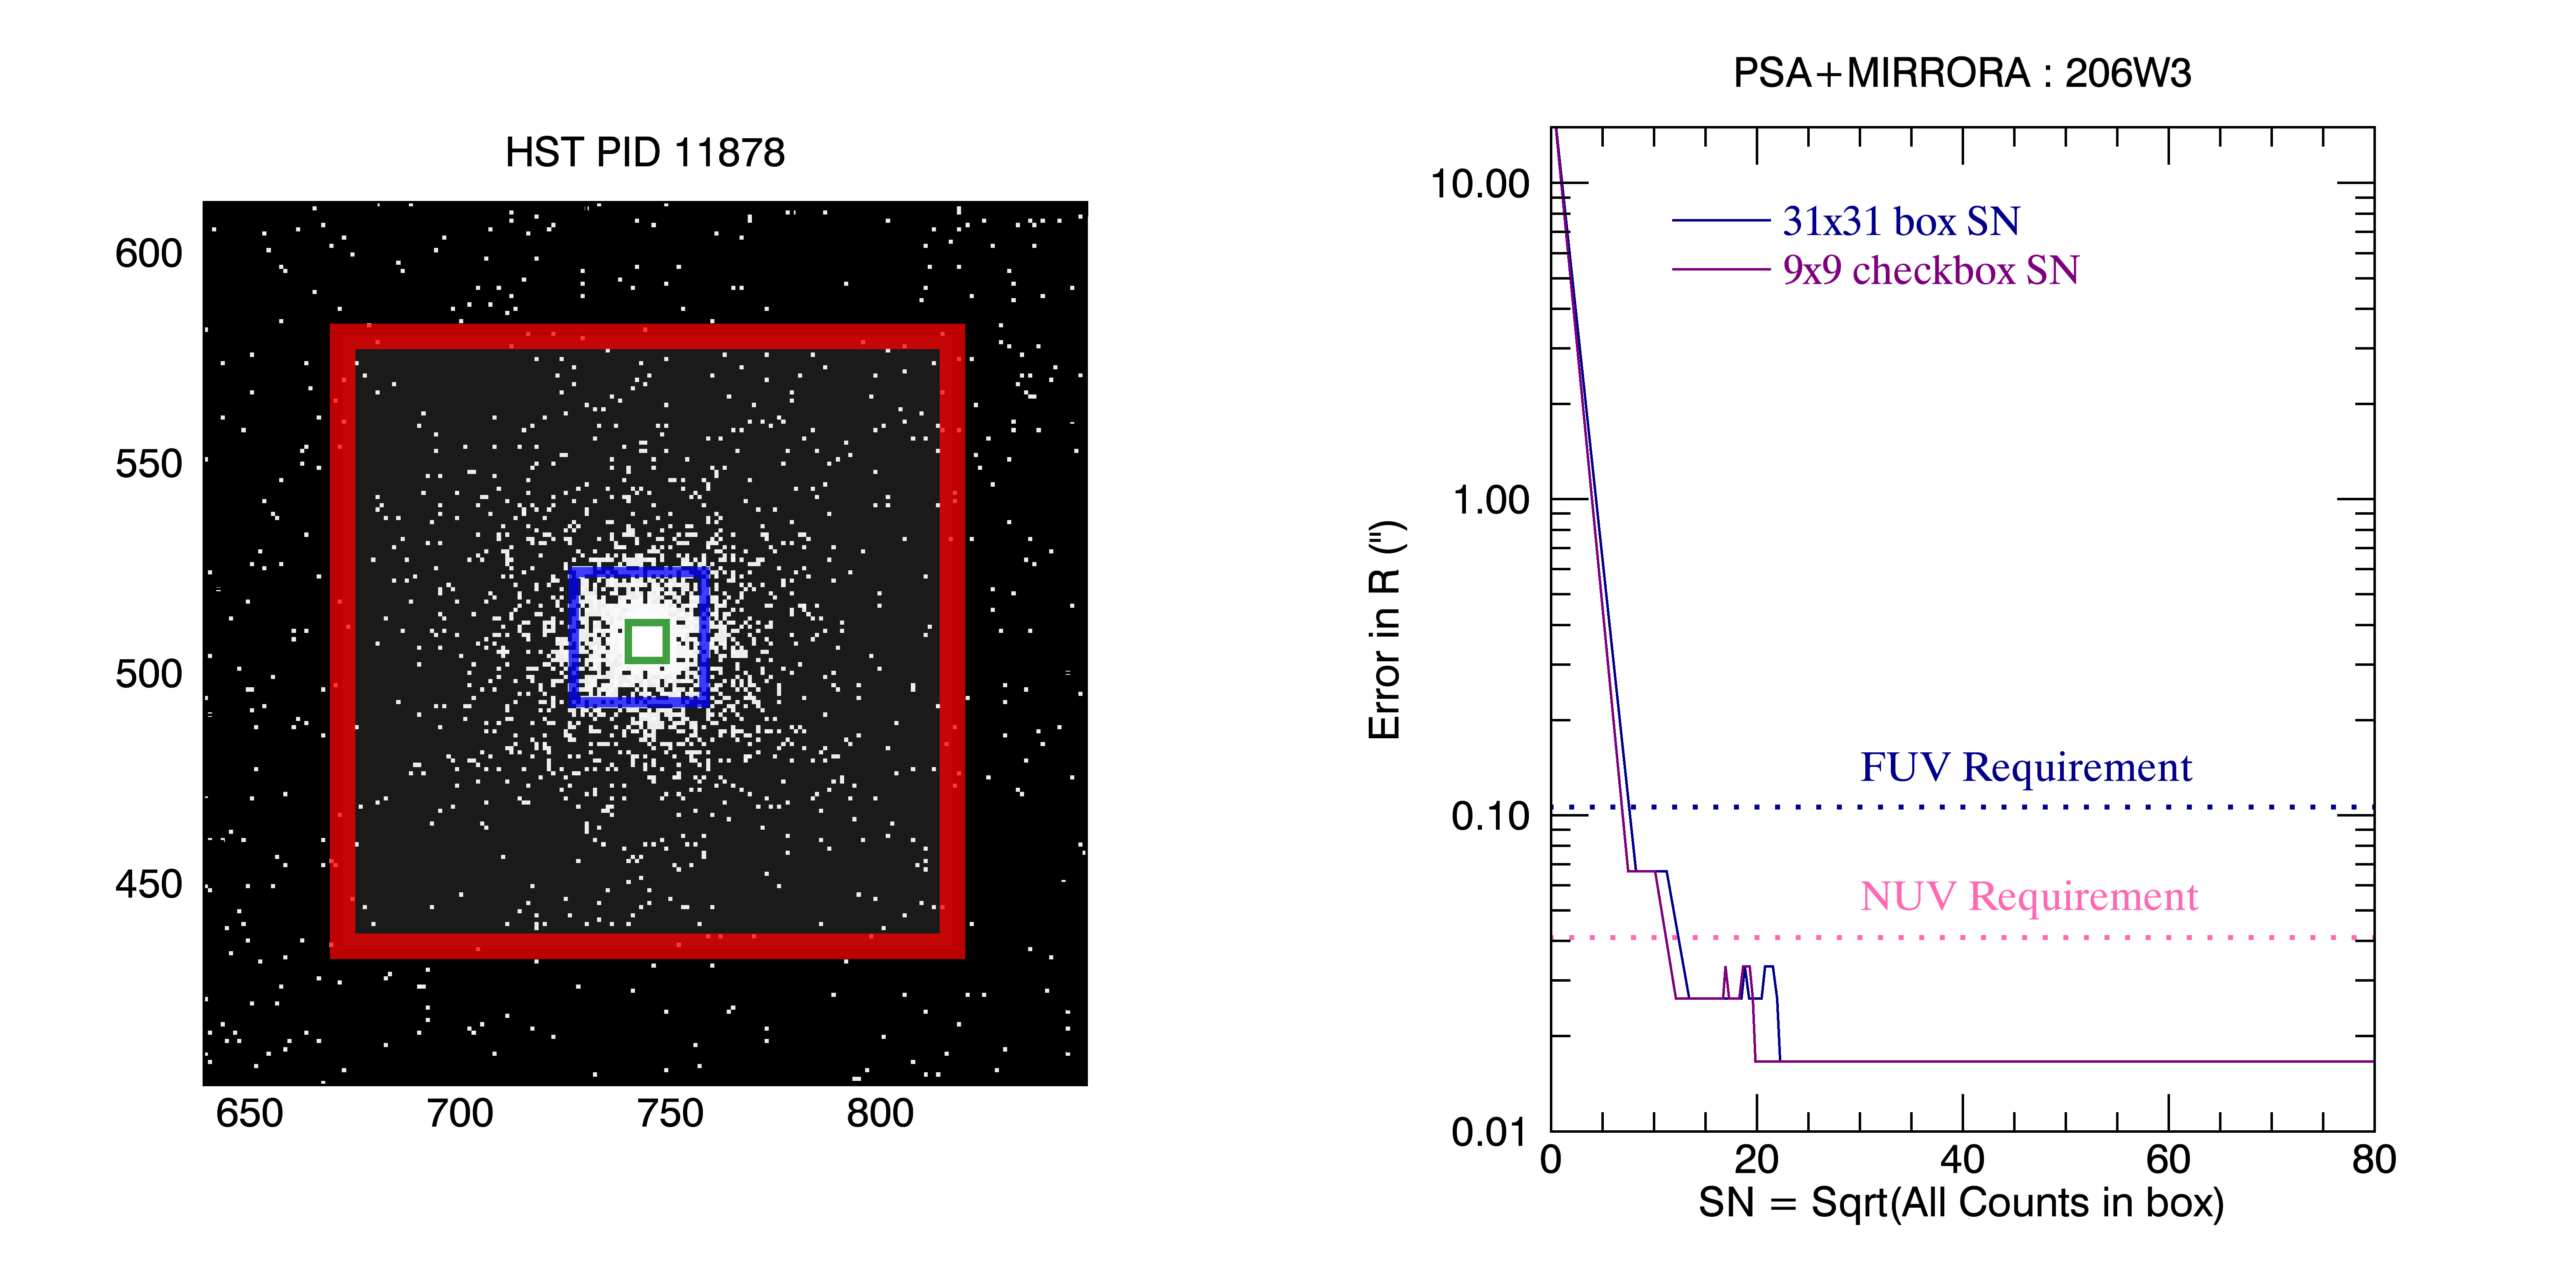 HST PID 11878
600
550
500
450
650 700 750 800
PSA+MIRRORA : 206W3
10.00
1.00
0.10
0.01
Error in R (")
31x31 box SN
9x9 checkbox SN
FUV Requirement
NUV Requirement
0 20 40 60 80
SN = Sqrt(All Counts in box)